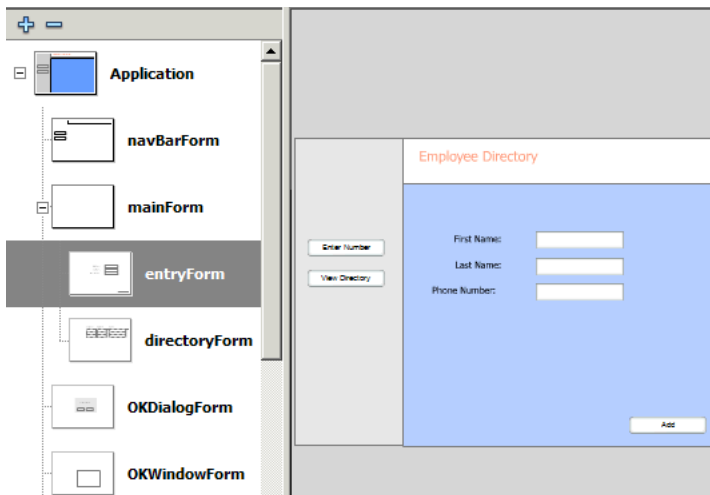 Application
navBarForm
mainForm
entryForm
directoryForm
OKDialogForm
OKWindowForm
Employee Directory
Enter Number
View Directory
First Name:
Last Name:
Phone Number:
Add